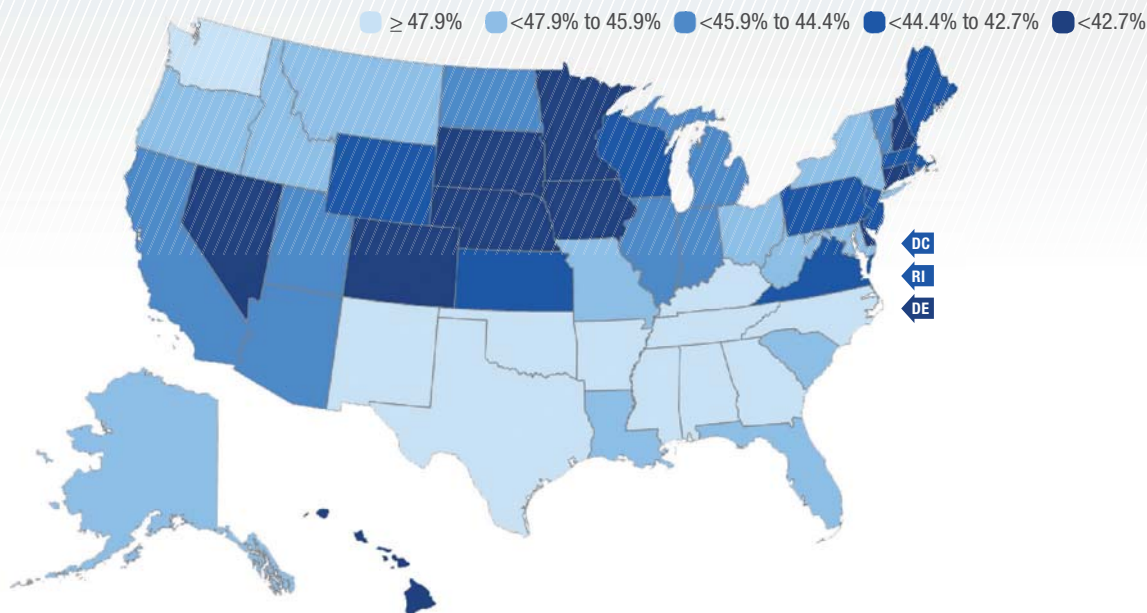 ≥ 47.9% <47.9% to 45.9% <45.9% to 44.4% <44.4% to 42.7% <42.7%
DC
RI
DE